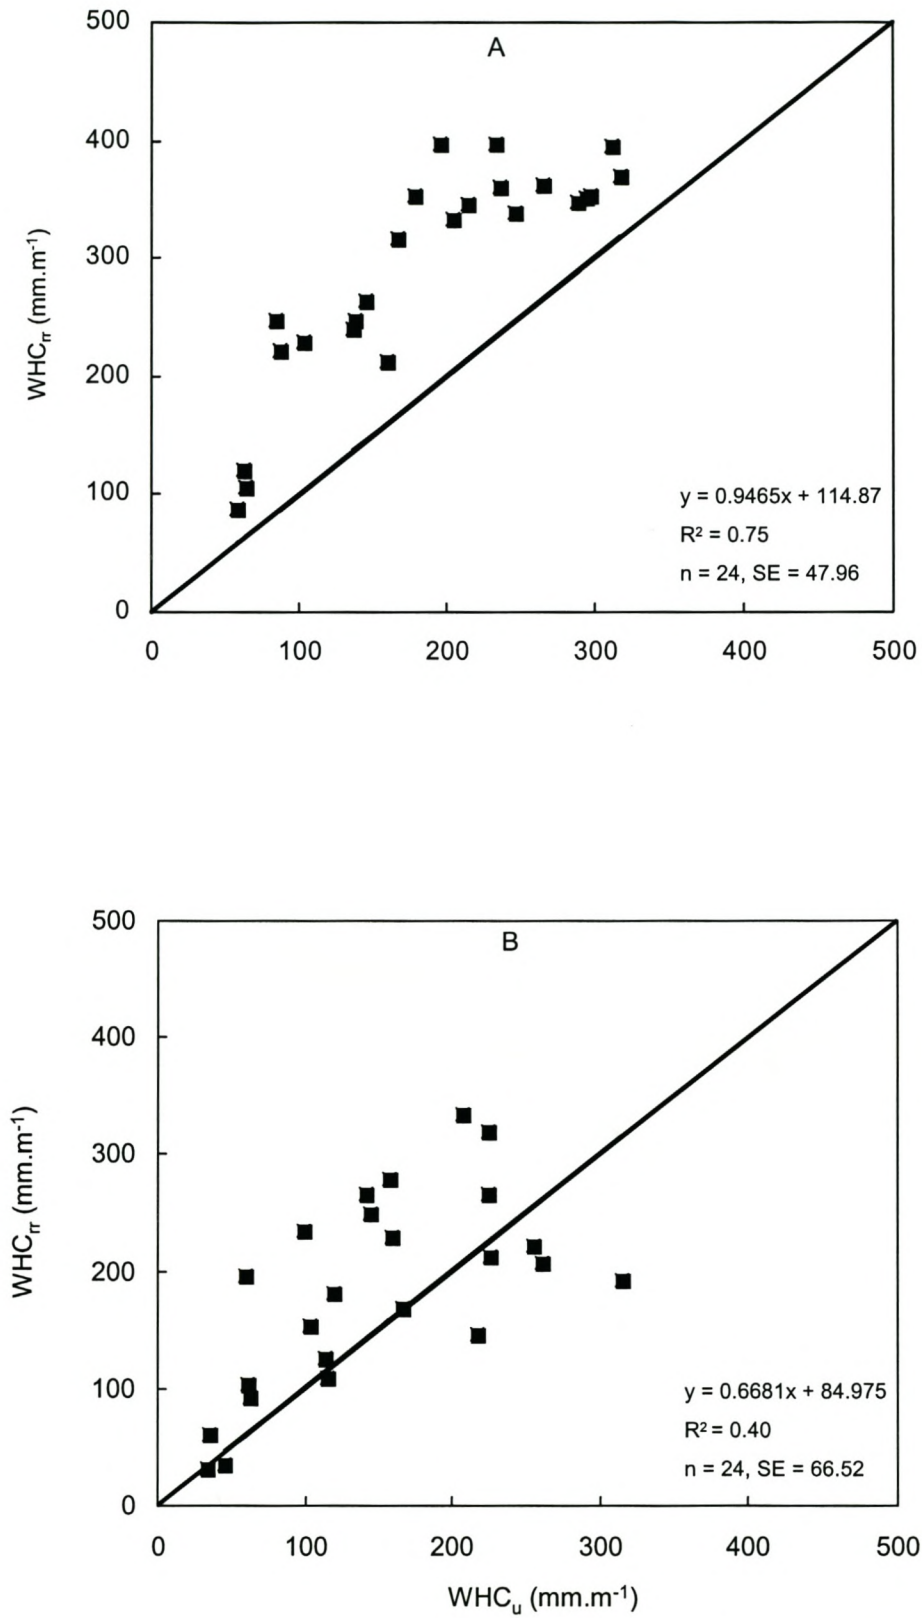 500
A
400
300
200
100
0
WHCrr (mm.m-1)
y = 0.9465x + 114.87
R² = 0.75
n = 24, SE = 47.96
0 100 200 300 400 500
500
B
400
300
200
100
0
WHCrr (mm.m-1)
y = 0.6681x + 84.975
R² = 0.40
n = 24, SE = 66.52
0 100 200 300 400 500
WHCu (mm.m-1)